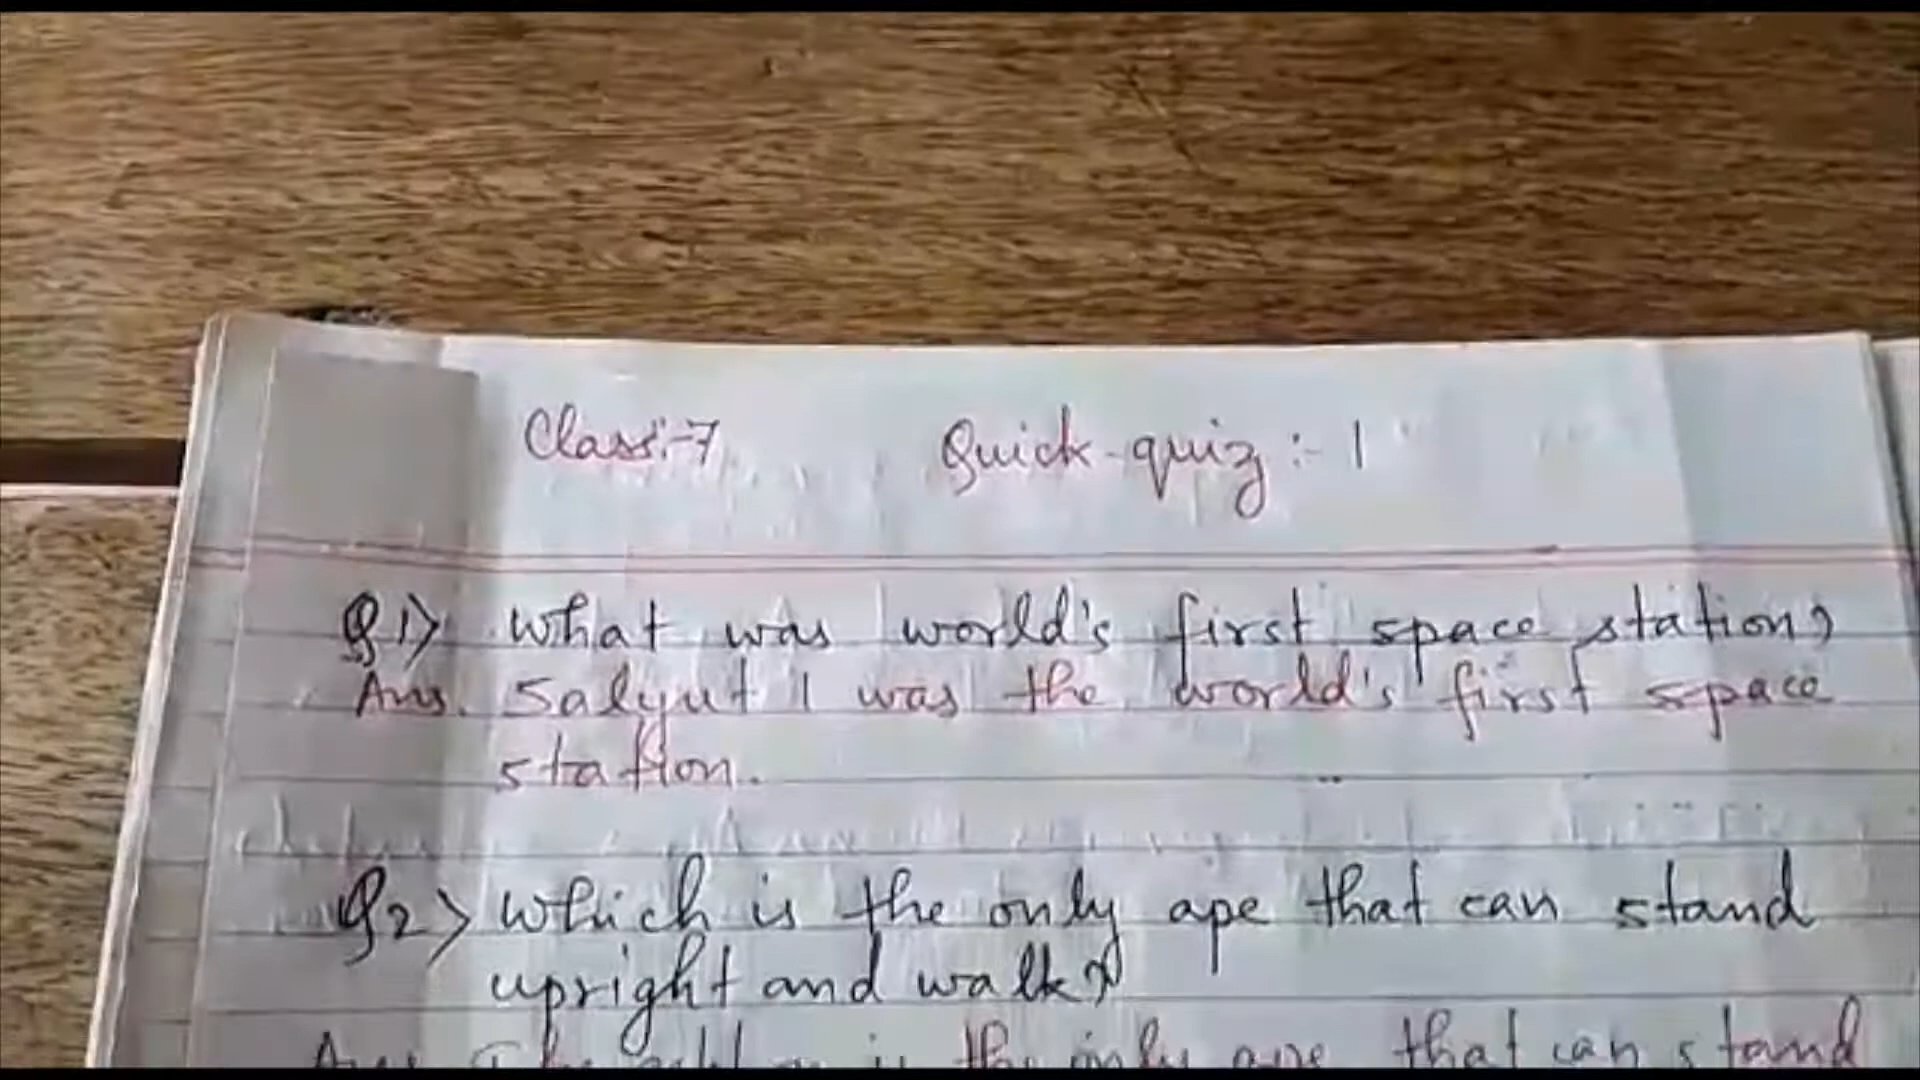 Class:-7 Quick-quiz:- 1
Q1> What was world's first space station?
Ans. Salyut 1 was the world's first space
station.
Q2> Which is the only ape that can stand
upright and walk?
Ans is the only ape that can stand